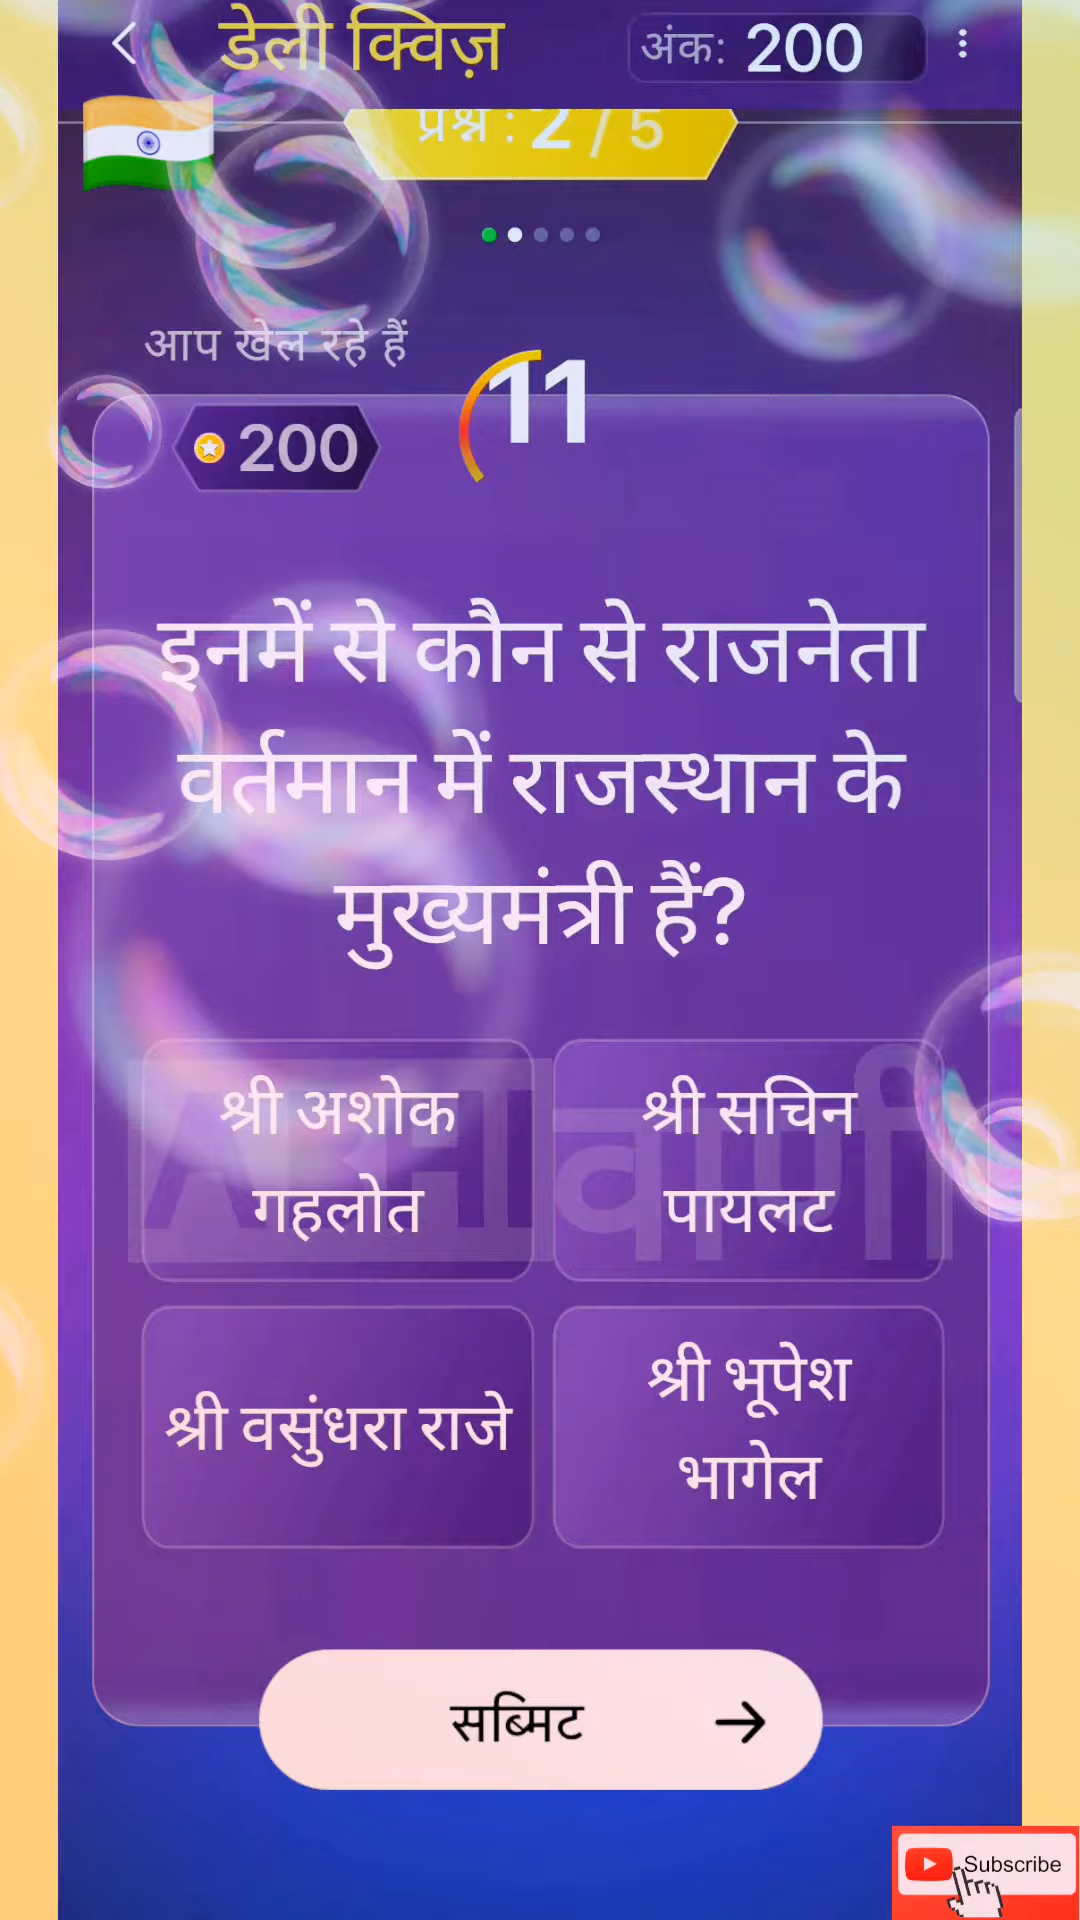 डेली क्विज़
अंक: 200
प्रश्न : 2 / 5
आप खेल रहे हैं
11
200
इनमें से कौन से राजनेता
वर्तमान में राजस्थान के
मुख्यमंत्री हैं?
श्री अशोक
गहलोत
श्री सचिन
पायलट
ABHIवाणी
श्री वसुंधरा राजे
श्री भूपेश
भागेल
सब्मिट
Subscribe